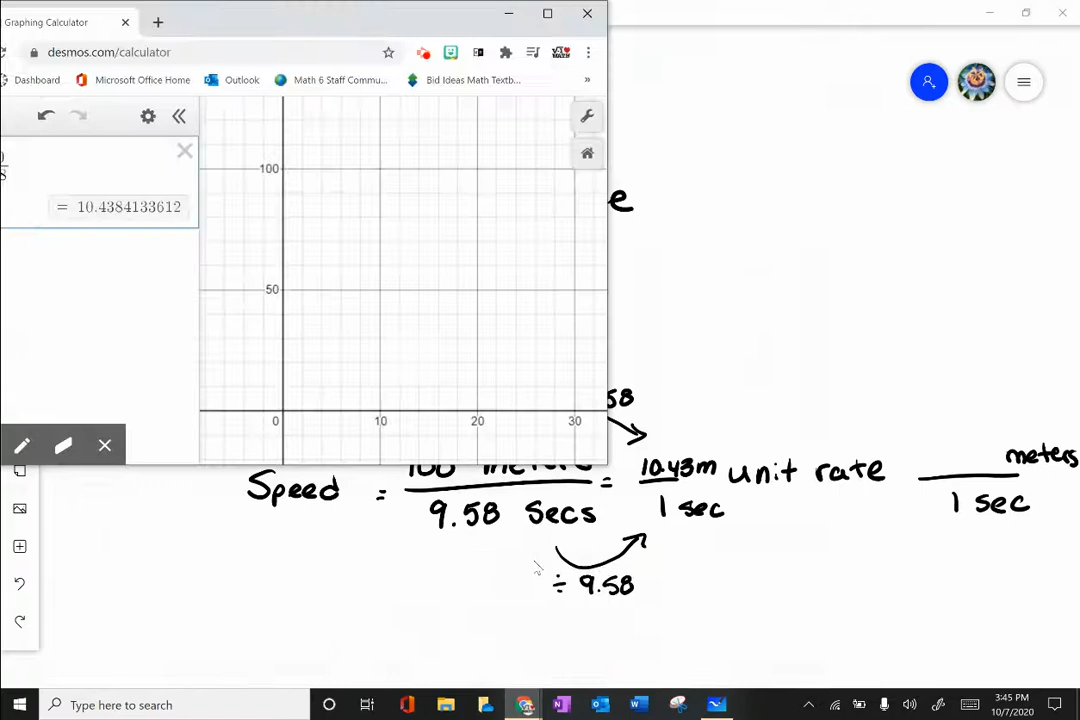 Graphing Calculator
desmos.com/calculator
Dashboard Microsoft Office Home Outlook Math 6 Staff Commu... Bid Ideas Math Textb... »
= 10.4384133612
100
50
0 10 20 30
e
.58
100 meters
Speed = 9.58 Secs = 10.43m 1 sec unit rate meters 1 sec
÷ 9.58
Type here to search
3:45 PM
10/7/2020